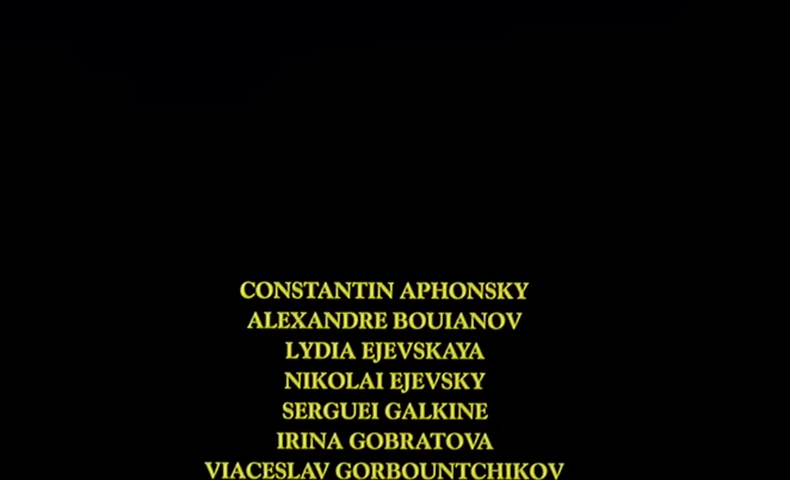 CONSTANTIN APHONSKY
ALEXANDRE BOUIANOV
LYDIA EJEVSKAYA
NIKOLAI EJEVSKY
SERGUEI GALKINE
IRINA GOBRATOVA
VIACESLAV GORBOUNTCHIKOV